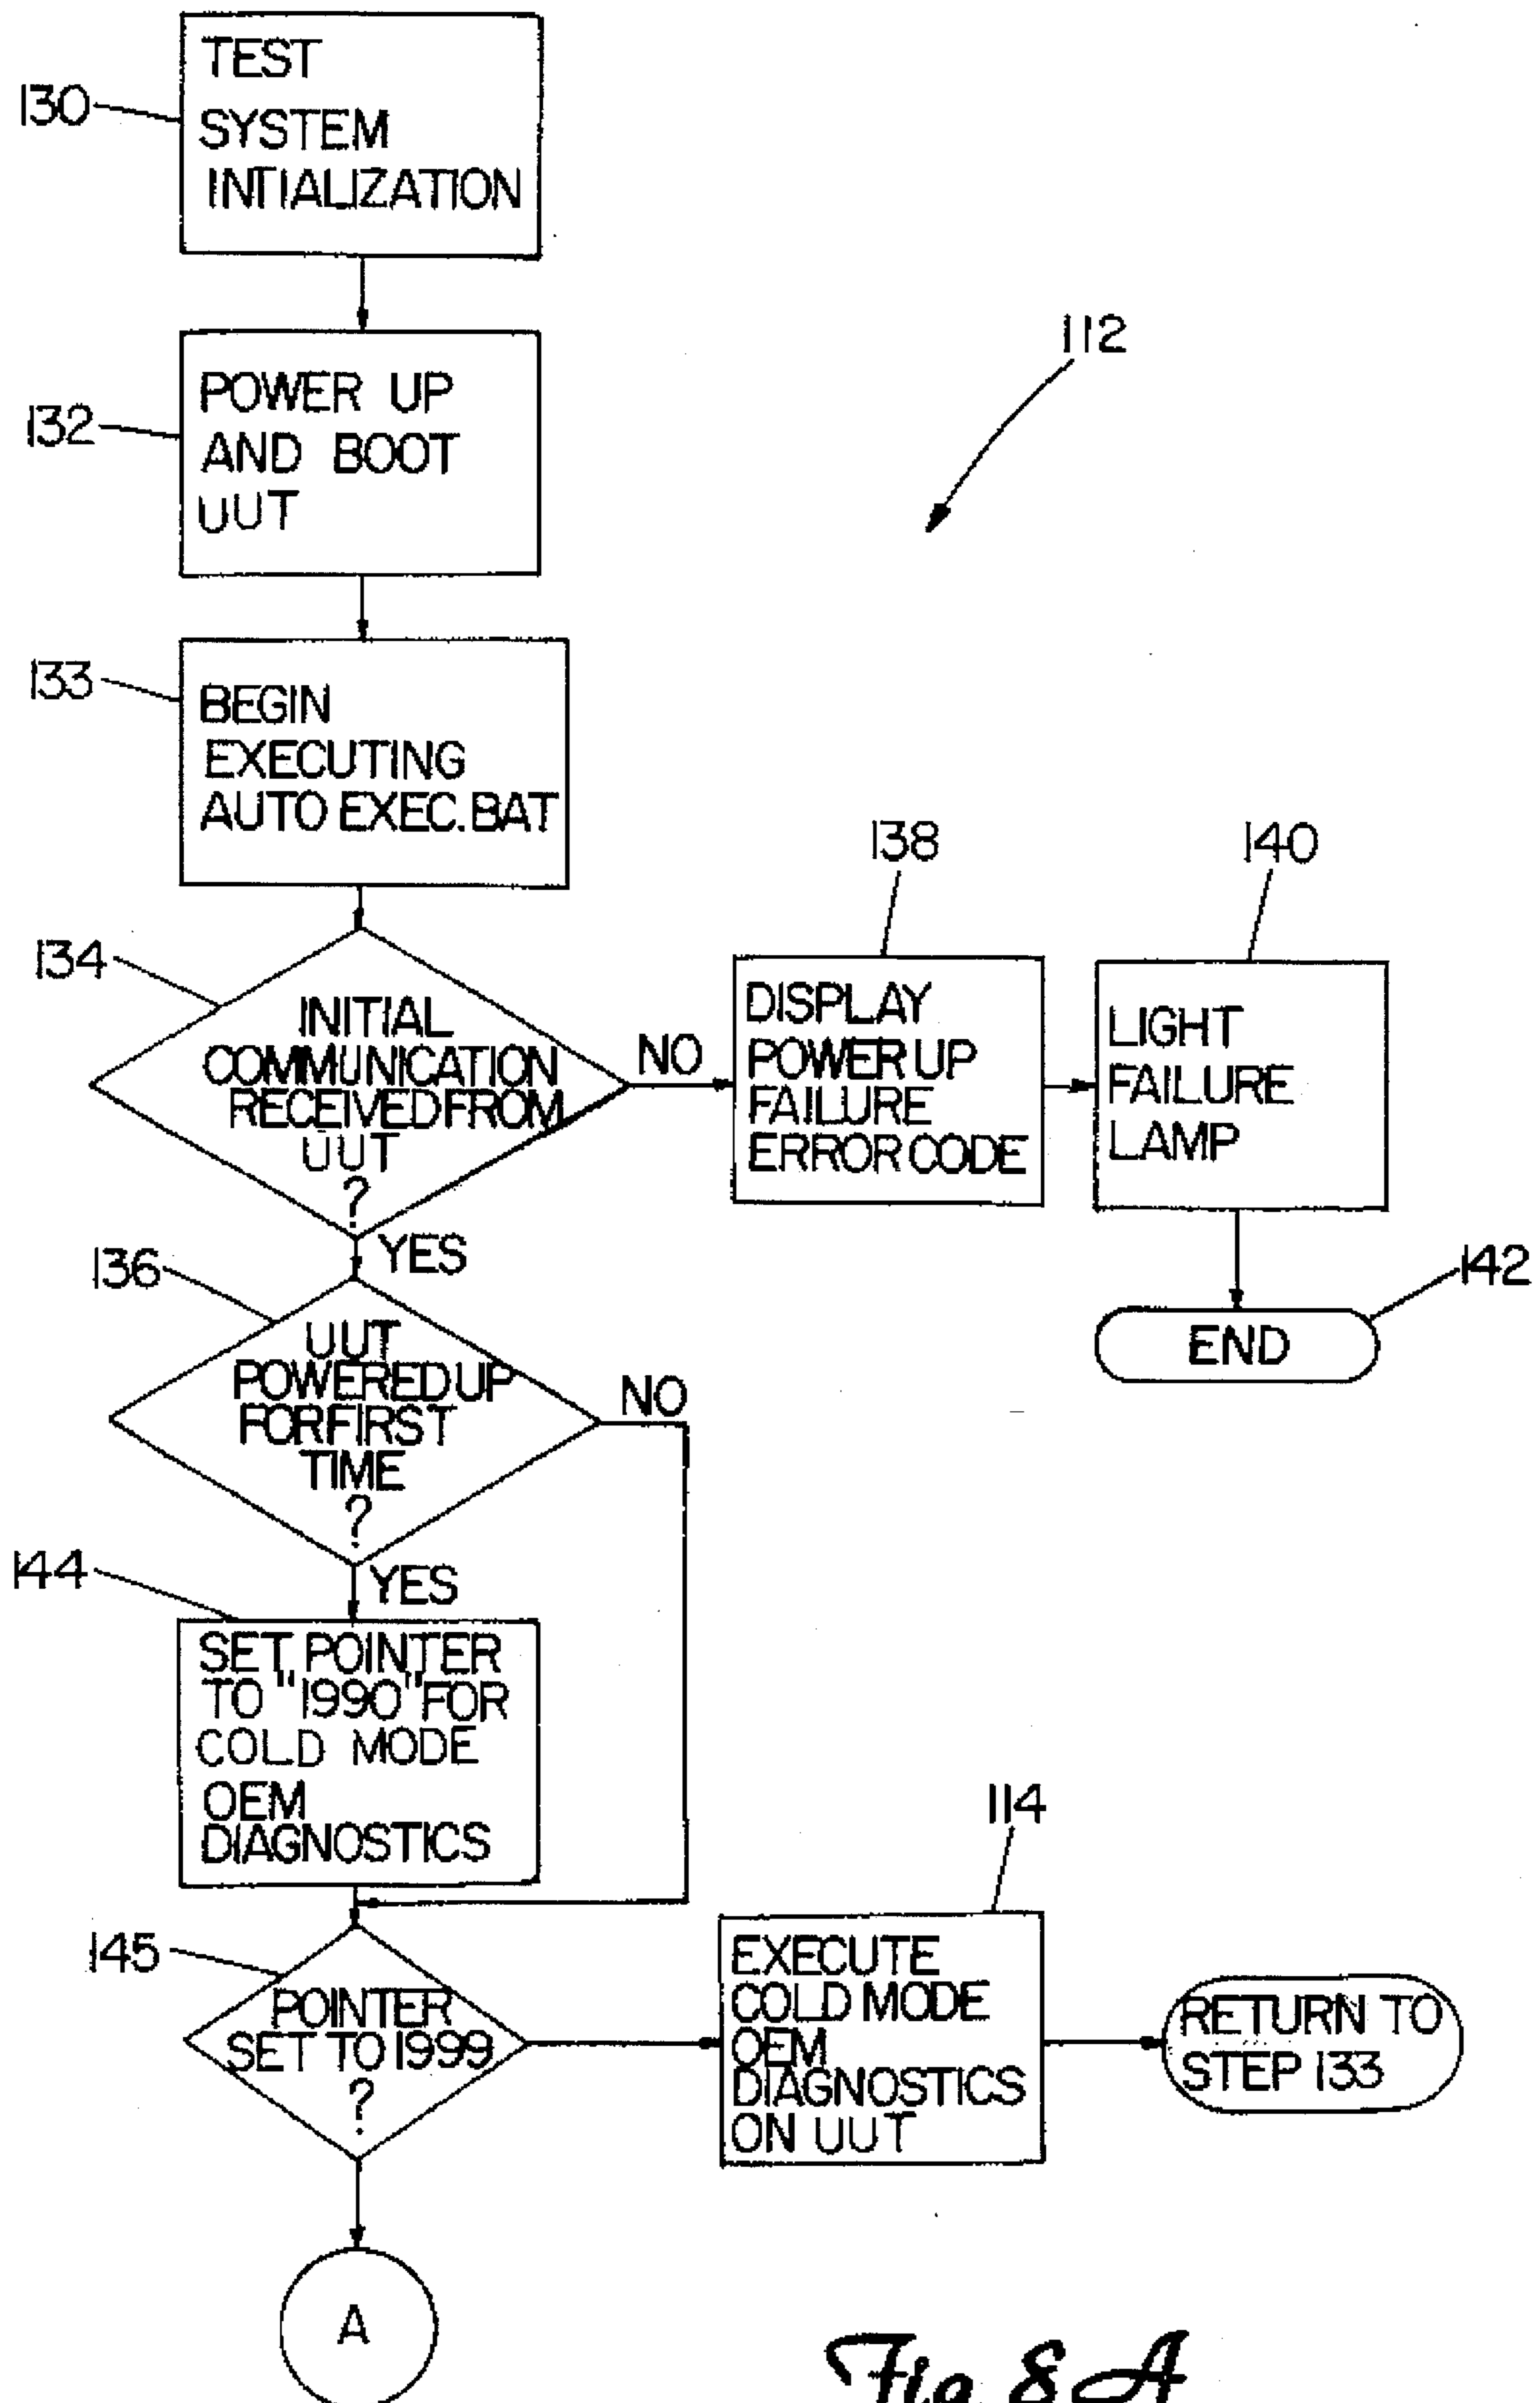 130
TEST
SYSTEM
INTIALIZATION
112
132
POWER UP
AND BOOT
UUT
133
BEGIN
EXECUTING
AUTO EXEC.BAT
134
INITIAL
COMMUNICATION
RECEIVED FROM
UUT
?
NO
138
DISPLAY
POWER UP
FAILURE
ERROR CODE
140
LIGHT
FAILURE
LAMP
142
END
YES
136
UUT
POWERED UP
FOR FIRST
TIME
?
NO
YES
144
SET POINTER
TO "1990" FOR
COLD MODE
OEM
DIAGNOSTICS
145
POINTER
SET TO 1999
?
114
EXECUTE
COLD MODE
OEM
DIAGNOSTICS
ON UUT
RETURN TO
STEP 133
A
Fig. 8A